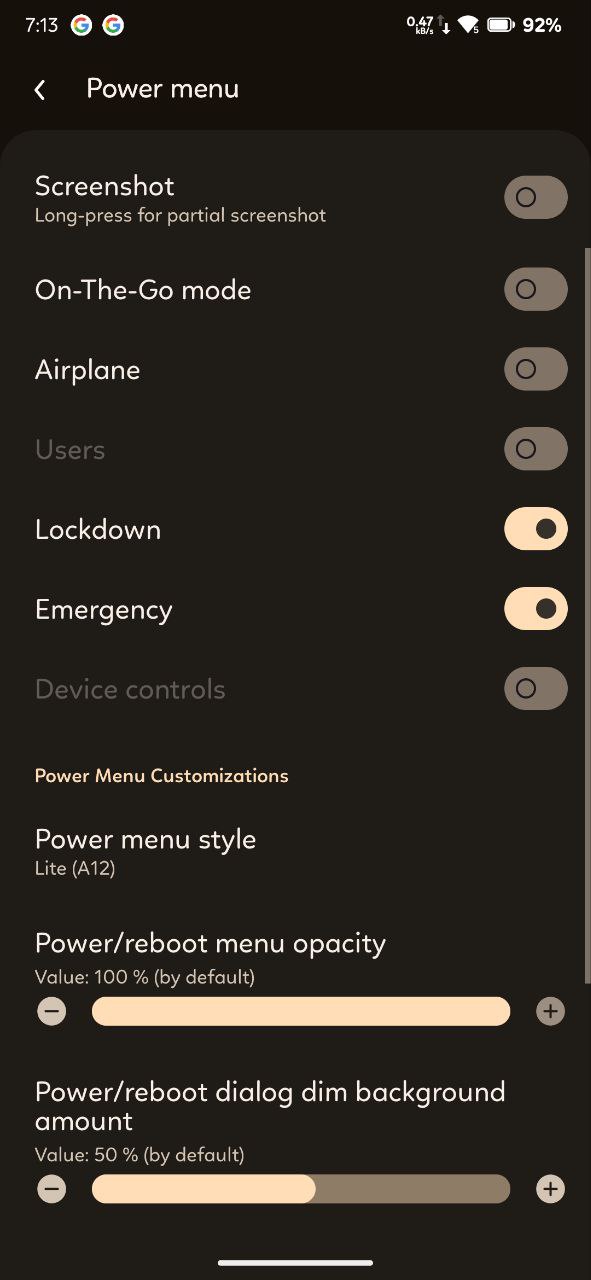 7:13 0.47 kB/s 5 92%
Power menu
Screenshot
Long-press for partial screenshot
On-The-Go mode
Airplane
Users
Lockdown
Emergency
Device controls
Power Menu Customizations
Power menu style
Lite (A12)
Power/reboot menu opacity
Value: 100 % (by default)
Power/reboot dialog dim background
amount
Value: 50 % (by default)